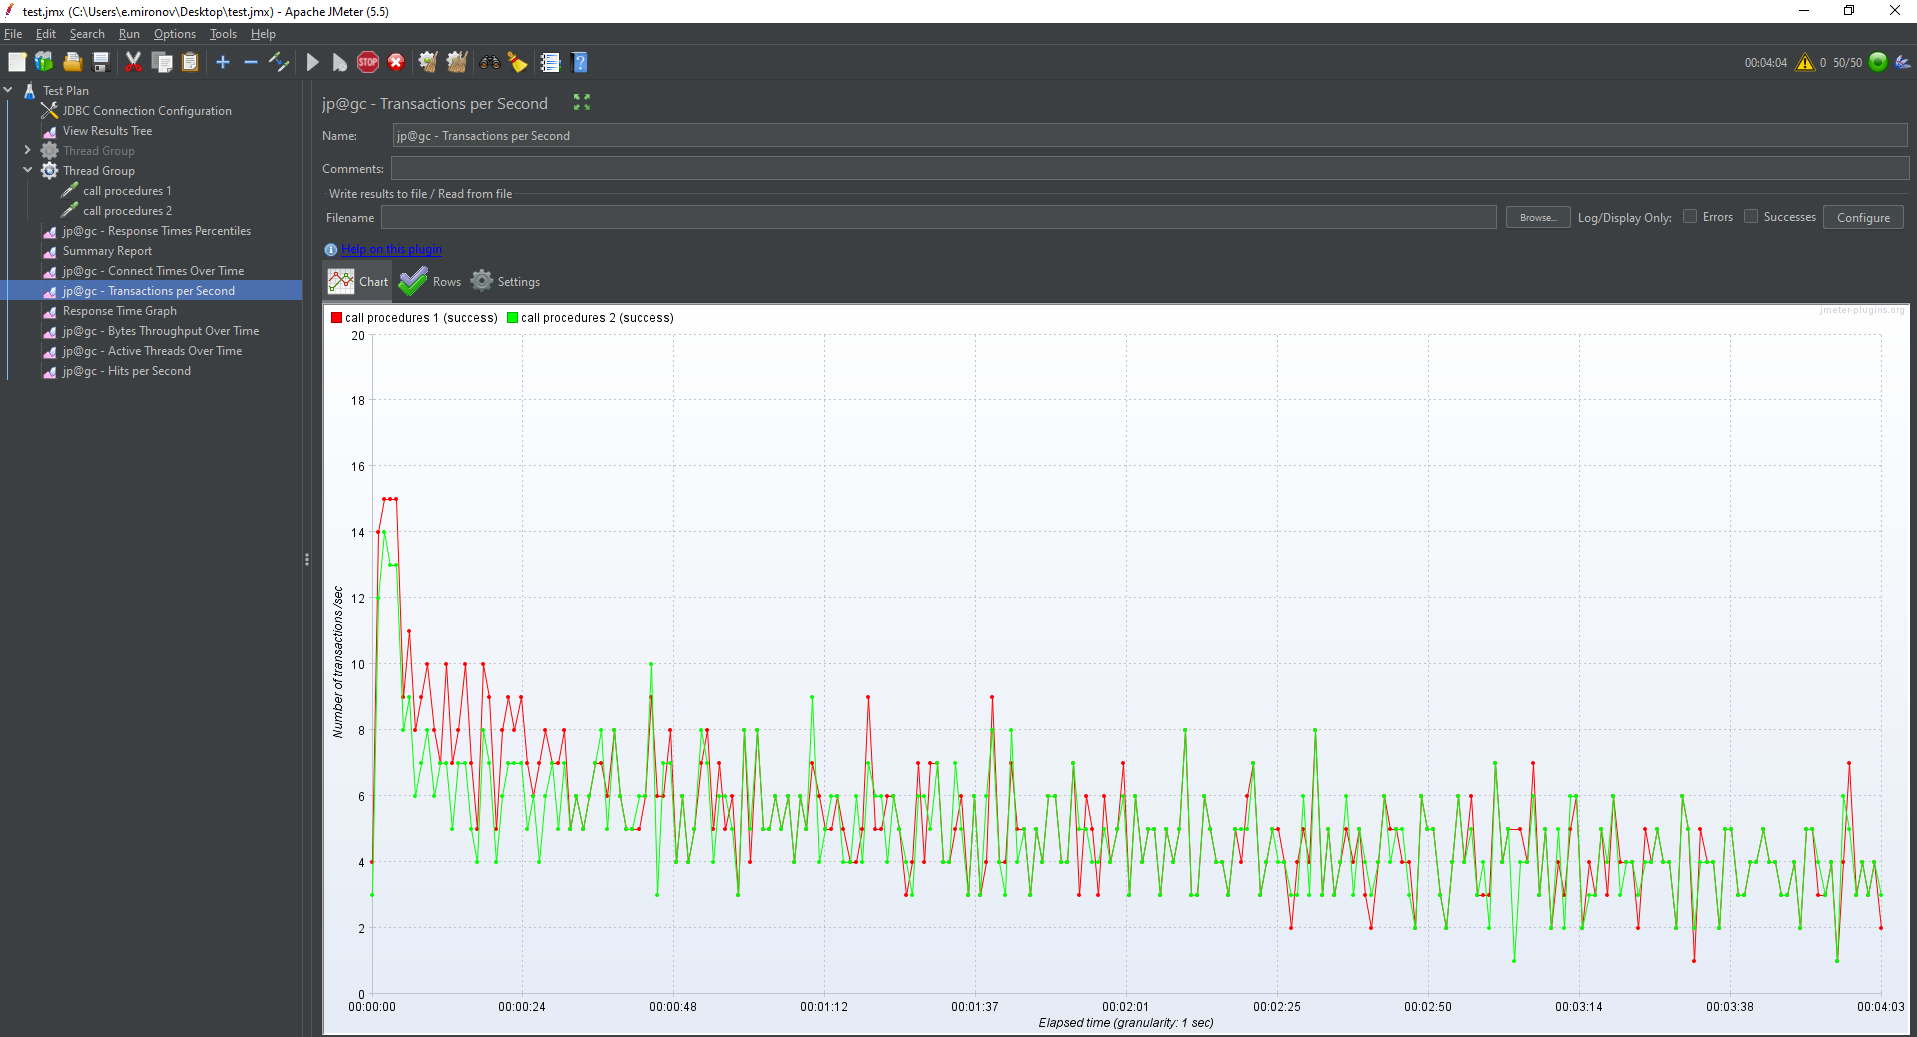 test.jmx (C:\Users\e.mironov\Desktop\test.jmx) - Apache JMeter (5.5)
File Edit Search Run Options Tools Help
STOP
?
00:04:04 0 50/50
Test Plan
JDBC Connection Configuration
View Results Tree
Thread Group
Thread Group
call procedures 1
call procedures 2
jp@gc - Response Times Percentiles
Summary Report
jp@gc - Connect Times Over Time
jp@gc - Transactions per Second
Response Time Graph
jp@gc - Bytes Throughput Over Time
jp@gc - Active Threads Over Time
jp@gc - Hits per Second
jp@gc - Transactions per Second
Name: jp@gc - Transactions per Second
Comments:
Write results to file / Read from file
Filename Browse... Log/Display Only: Errors Successes Configure
Help on this plugin
Chart Rows Settings
call procedures 1 (success) call procedures 2 (success)
jmeter-plugins.org
20
18
16
14
12
10
8
6
4
2
0
Number of transactions /sec
00:00:00 00:00:24 00:00:48 00:01:12 00:01:37 00:02:01 00:02:25 00:02:50 00:03:14 00:03:38 00:04:03
Elapsed time (granularity: 1 sec)